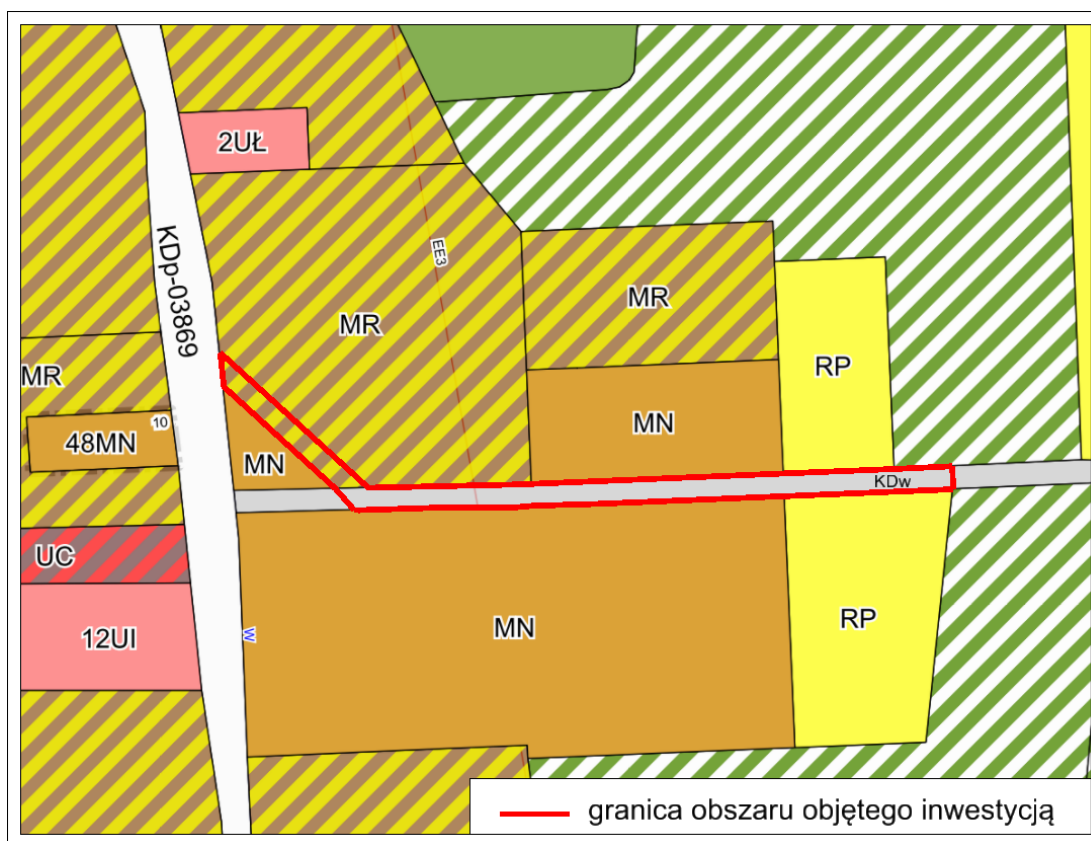 2UŁ
KDp-03869
EE3
MR
MR
MR
RP
MN
10
48MN
MN
KDw
UC
12UI
W
MN
RP
granica obszaru objętego inwestycją